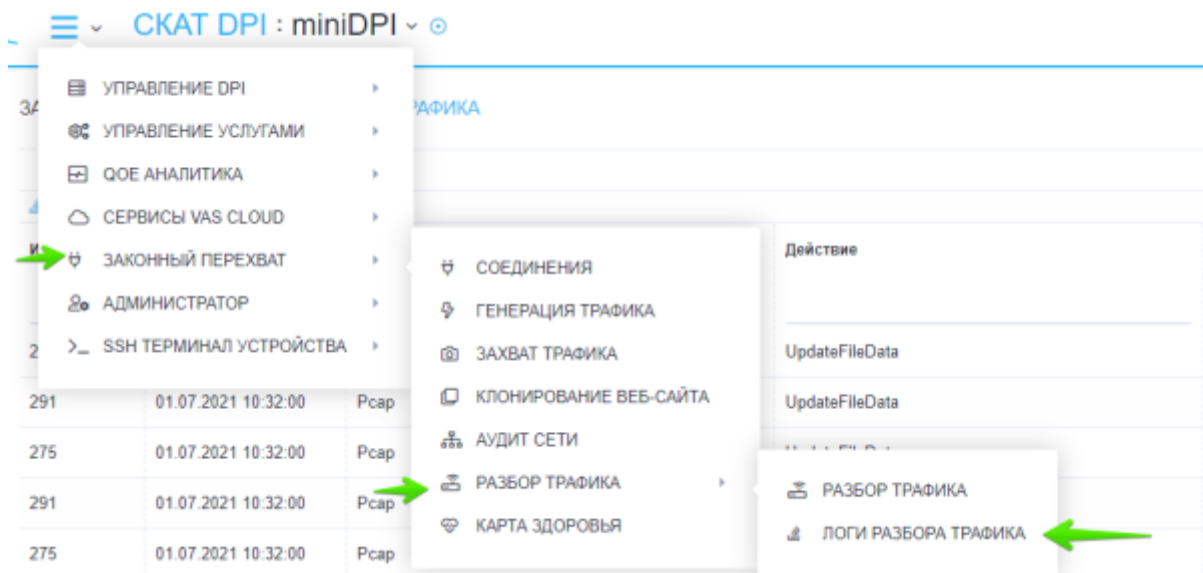 СКАТ DPI : miniDPI
УПРАВЛЕНИЕ DPI
УПРАВЛЕНИЕ УСЛУГАМИ
QOE АНАЛИТИКА
СЕРВИСЫ VAS CLOUD
ЗАКОННЫЙ ПЕРЕХВАТ
АДМИНИСТРАТОР
SSH ТЕРМИНАЛ УСТРОЙСТВА
СОЕДИНЕНИЯ
ГЕНЕРАЦИЯ ТРАФИКА
ЗАХВАТ ТРАФИКА
КЛОНИРОВАНИЕ ВЕБ-САЙТА
АУДИТ СЕТИ
РАЗБОР ТРАФИКА
КАРТА ЗДОРОВЬЯ
РАЗБОР ТРАФИКА
ЛОГИ РАЗБОРА ТРАФИКА
Действие
UpdateFileData
291 01.07.2021 10:32:00 Pcap UpdateFileData
275 01.07.2021 10:32:00 Pcap
291 01.07.2021 10:32:00 Pcap
275 01.07.2021 10:32:00 Pcap